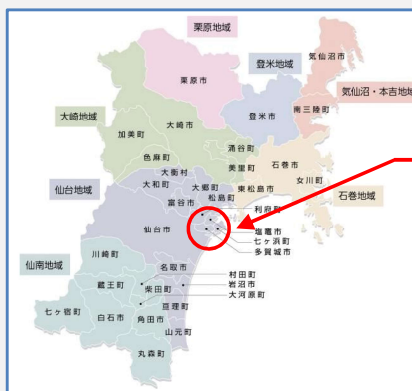 栗原地域
気仙沼市
登米地域
栗原市
気仙沼・本吉地域
南三陸町
登米市
大崎地域
大崎市
加美町
涌谷町
色麻町
美里町
石巻市
大衡村
女川町
大和町
大郷町
東松島市
仙台地域
松島町
石巻地域
富谷市
利府町
仙台市
塩竈市
七ヶ浜町
多賀城市
川崎町
仙南地域
名取市
村田町
蔵王町
柴田町
岩沼市
大河原町
七ヶ宿町
亘理町
白石市
角田市
山元町
丸森町